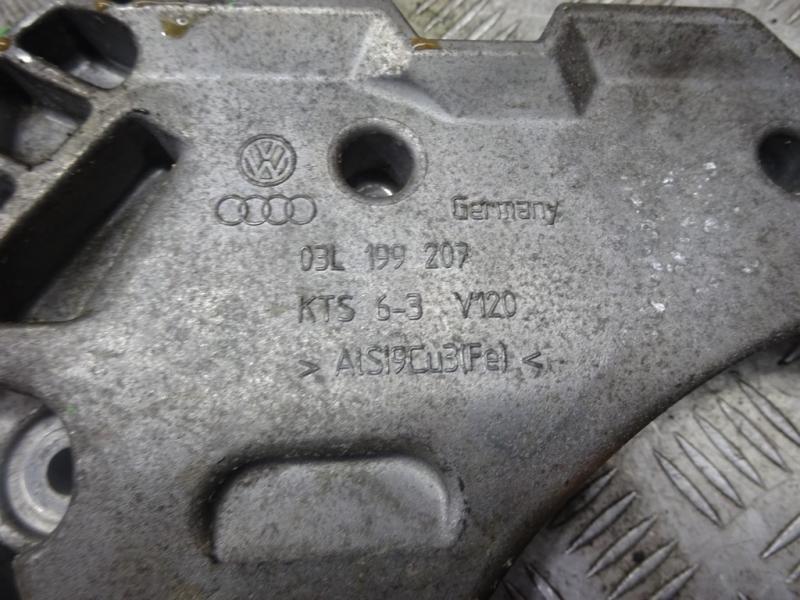 Germany
03L 199 207
KTS 6-3 V120
> AlSi9Cu3(Fe) <